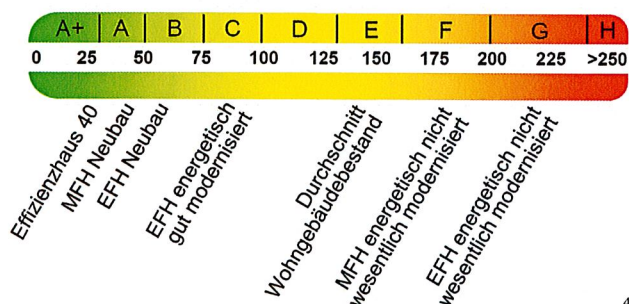 A+ A B C D E F G H
0 25 50 75 100 125 150 175 200 225 >250
Effizienzhaus 40
MFH Neubau
EFH Neubau
EFH energetisch
gut modernisiert
Durchschnitt
Wohngebäudebestand
MFH energetisch nicht
wesentlich modernisiert
EFH energetisch nicht
wesentlich modernisiert